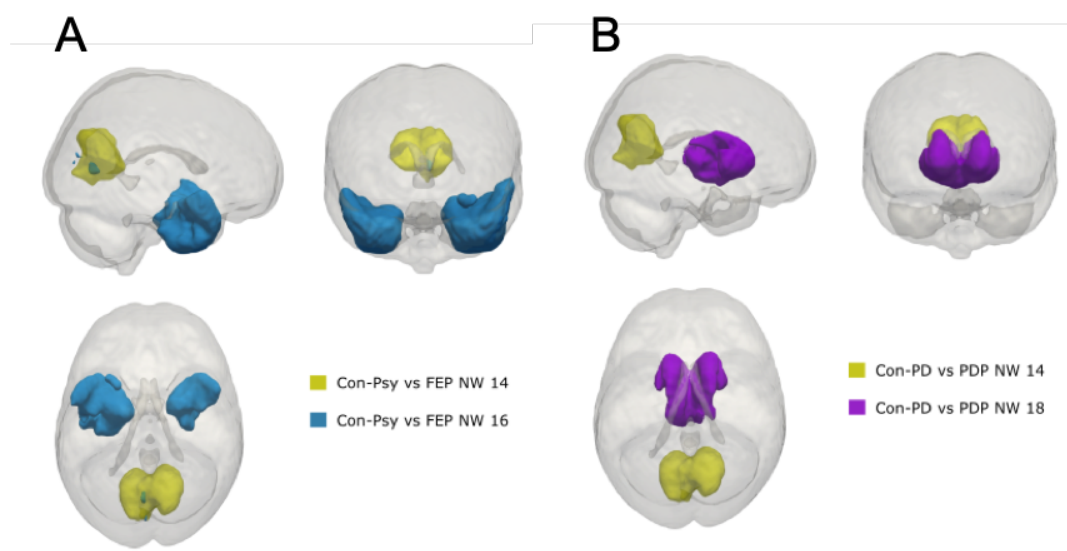 A
B
Con-Psy vs FEP NW 14
Con-Psy vs FEP NW 16
Con-PD vs PDP NW 14
Con-PD vs PDP NW 18